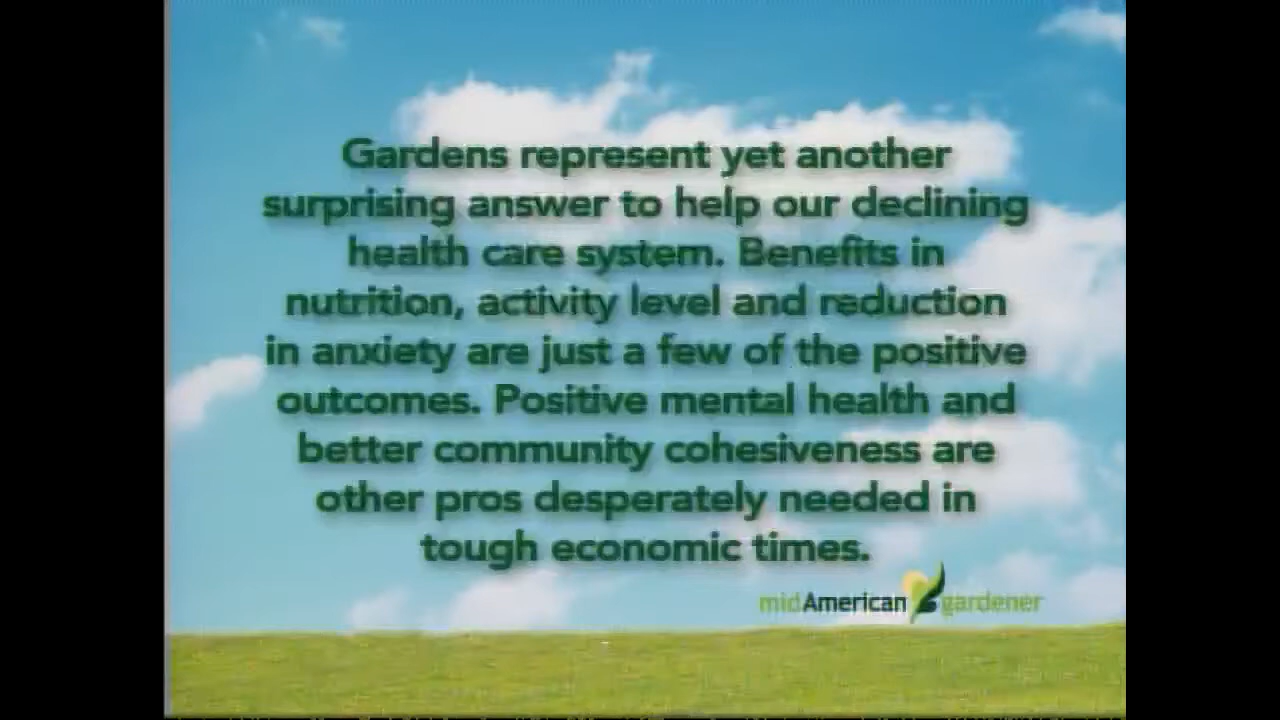 Gardens represent yet another
surprising answer to help our declining
health care system. Benefits in
nutrition, activity level and reduction
in anxiety are just a few of the positive
outcomes. Positive mental health and
better community cohesiveness are
other pros desperately needed in
tough economic times.
midAmerican gardener